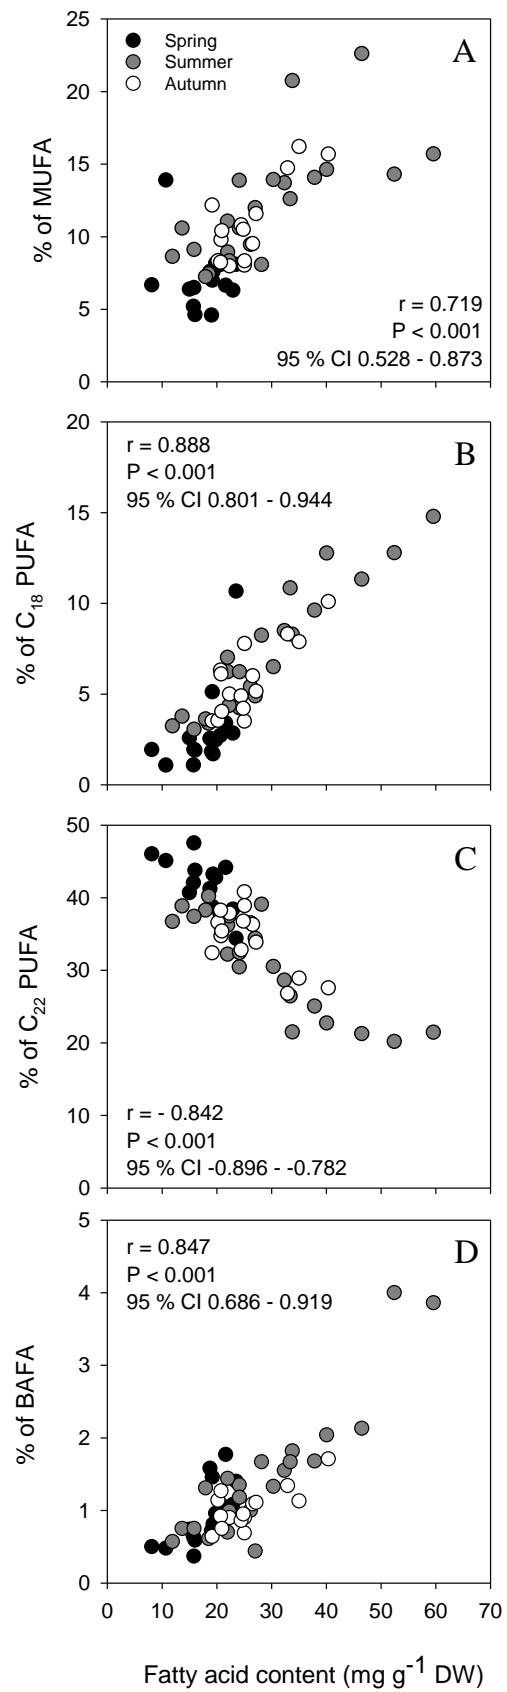 25
20
15
10
5
0
% of MUFA
Spring
Summer
Autumn
A
r = 0.719
P < 0.001
95 % CI 0.528 - 0.873
20
15
10
5
0
% of C18 PUFA
r = 0.888
P < 0.001
95 % CI 0.801 - 0.944
B
50
40
30
20
10
0
% of C22 PUFA
C
r = - 0.842
P < 0.001
95 % CI -0.896 - -0.782
5
4
3
2
1
0
% of BAFA
r = 0.847
P < 0.001
95 % CI 0.686 - 0.919
D
0 10 20 30 40 50 60 70
Fatty acid content (mg g-1 DW)